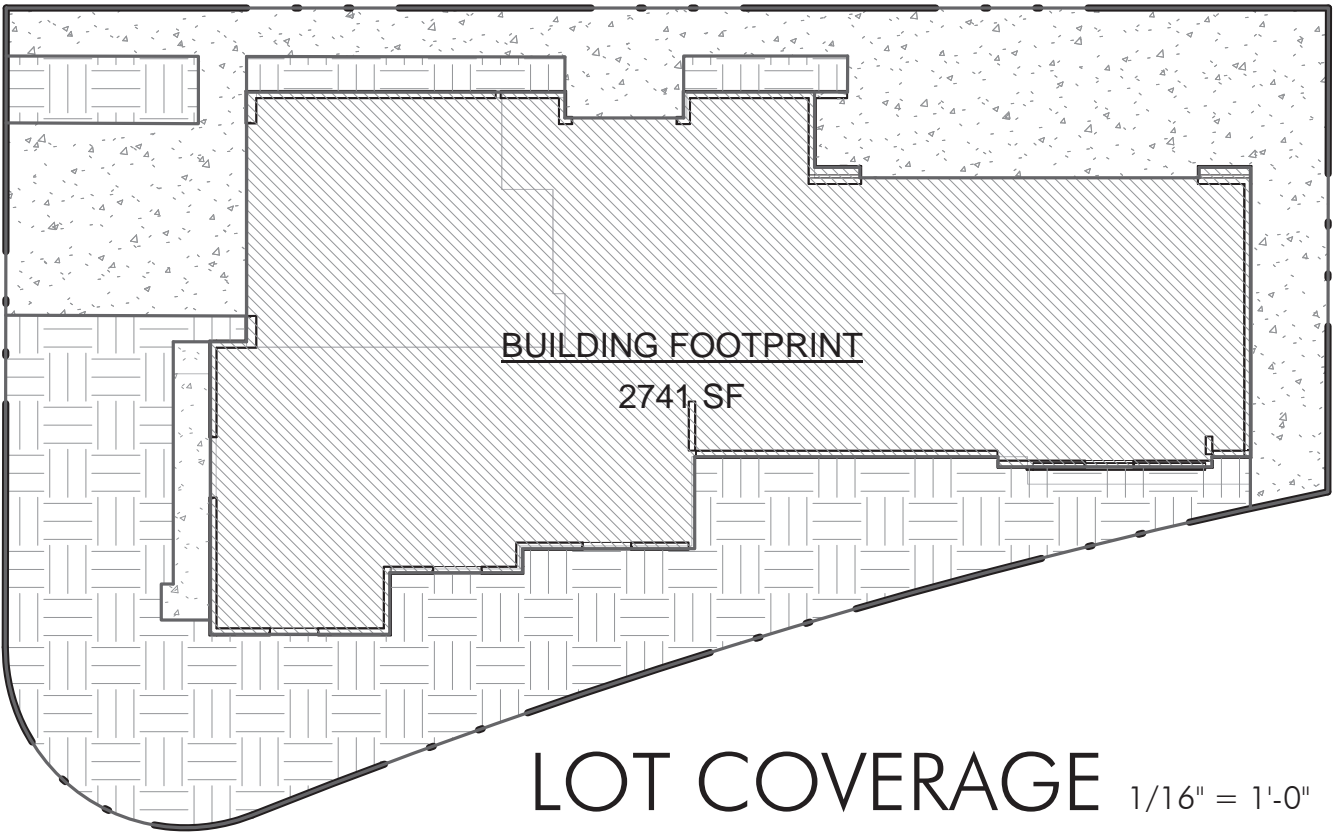 BUILDING FOOTPRINT
2741 SF
LOT COVERAGE 1/16" = 1'-0"